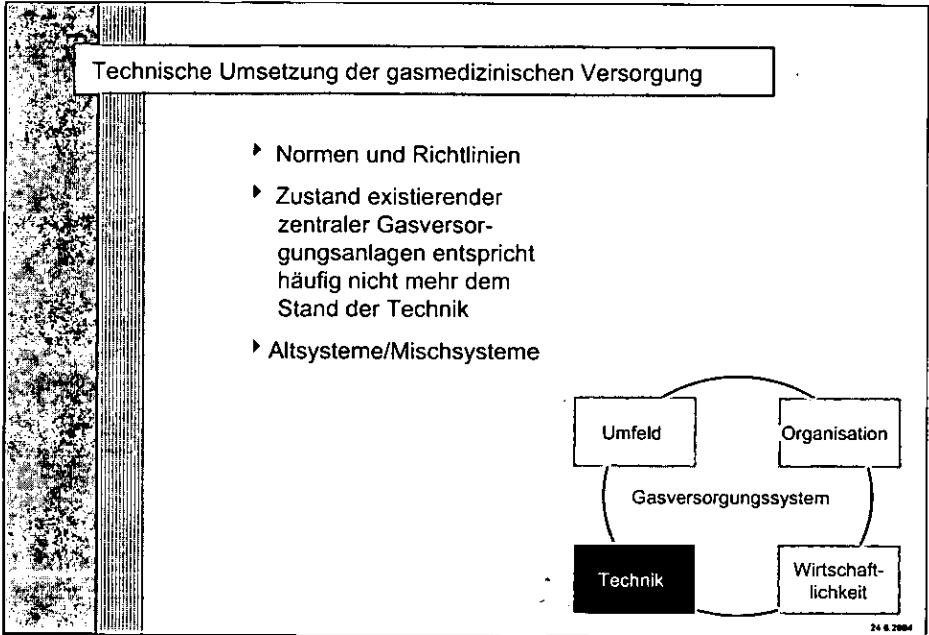 Technische Umsetzung der gasmedizinischen Versorgung
Normen und Richtlinien
Zustand existierender
zentraler Gasversor-
gungsanlagen entspricht
häufig nicht mehr dem
Stand der Technik
Altsysteme/Mischsysteme
Umfeld
Organisation
Gasversorgungssystem
Technik
Wirtschaft-
lichkeit
24.6.2004